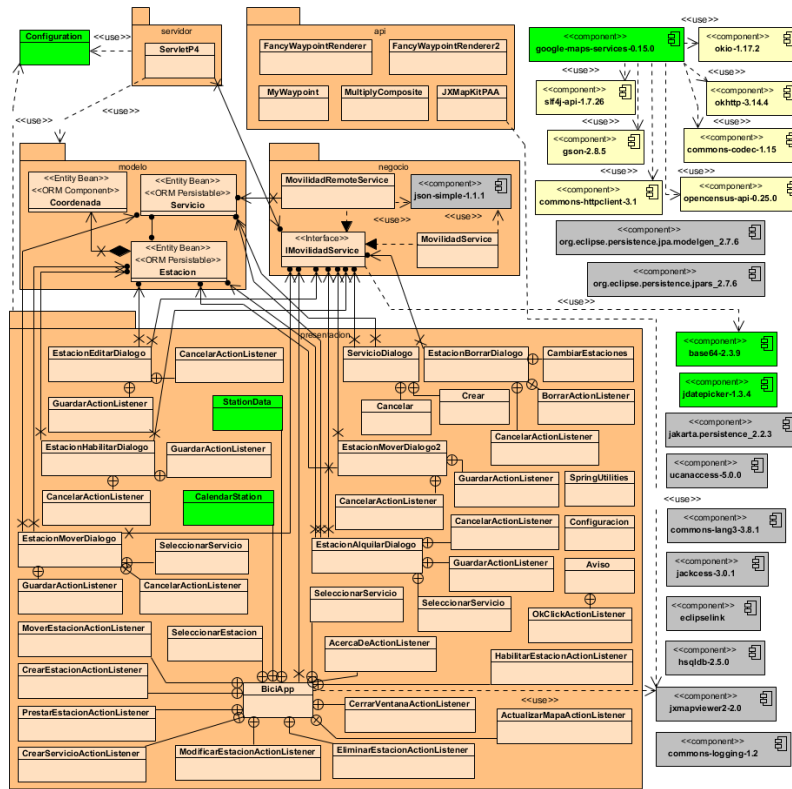 servidor
Configuration
<<use>>
ServletP4
<<use>>
<<use>>
api
FancyWaypointRenderer
FancyWaypointRenderer2
MyWaypoint
MultiplyComposite
JXMapKitPAA
<<component>>
google-maps-services-0.15.0
<<use>>
<<component>>
okio-1.17.2
<<use>>
<<use>>
<<component>>
slf4j-api-1.7.26
<<component>>
okhttp-3.14.4
<<use>>
<<use>>
<<component>>
gson-2.8.5
<<component>>
commons-codec-1.15
<<use>>
<<use>>
<<component>>
commons-httpclient-3.1
<<component>>
opencensus-api-0.25.0
<<component>>
org.eclipse.persistence.jpa.modelgen_2.7.6
<<component>>
org.eclipse.persistence.jpars_2.7.6
<<use>>
modelo
<<Entity Bean>>
<<ORM Component>>
Coordenada
<<Entity Bean>>
<<ORM Persistable>>
Servicio
<<Entity Bean>>
<<ORM Persistable>>
Estacion
negocio
MovilidadRemoteService
<<component>>
json-simple-1.1.1
<<use>>
<<use>>
<<Interface>>
IMovilidadService
MovilidadService
presentacion
EstacionEditarDialogo
CancelarActionListener
ServicioDialogo
EstacionBorrarDialogo
CambiarEstaciones
GuardarActionListener
StationData
Cancelar
Crear
BorrarActionListener
CancelarActionListener
EstacionHabilitarDialogo
GuardarActionListener
EstacionMoverDialogo2
GuardarActionListener
SpringUtilities
CancelarActionListener
CalendarStation
CancelarActionListener
CancelarActionListener
Configuracion
EstacionMoverDialogo
SeleccionarServicio
EstacionAlquilarDialogo
GuardarActionListener
CancelarActionListener
GuardarActionListener
Aviso
SeleccionarServicio
SeleccionarServicio
OkClickActionListener
MoverEstacionActionListener
SeleccionarEstacion
AcercaDeActionListener
HabilitarEstacionActionListener
CrearEstacionActionListener
BiciApp
<<use>>
PrestarEstacionActionListener
CerrarVentanaActionListener
ActualizarMapaActionListener
CrearServicioActionListener
ModificarEstacionActionListener
EliminarEstacionActionListener
<<component>>
base64-2.3.9
<<component>>
jdatepicker-1.3.4
<<component>>
jakarta.persistence_2.2.3
<<component>>
ucanaccess-5.0.0
<<use>>
<<component>>
commons-lang3-3.8.1
<<component>>
jackcess-3.0.1
<<component>>
eclipselink
<<component>>
hsqldb-2.5.0
<<component>>
jxmapviewer2-2.0
<<component>>
commons-logging-1.2